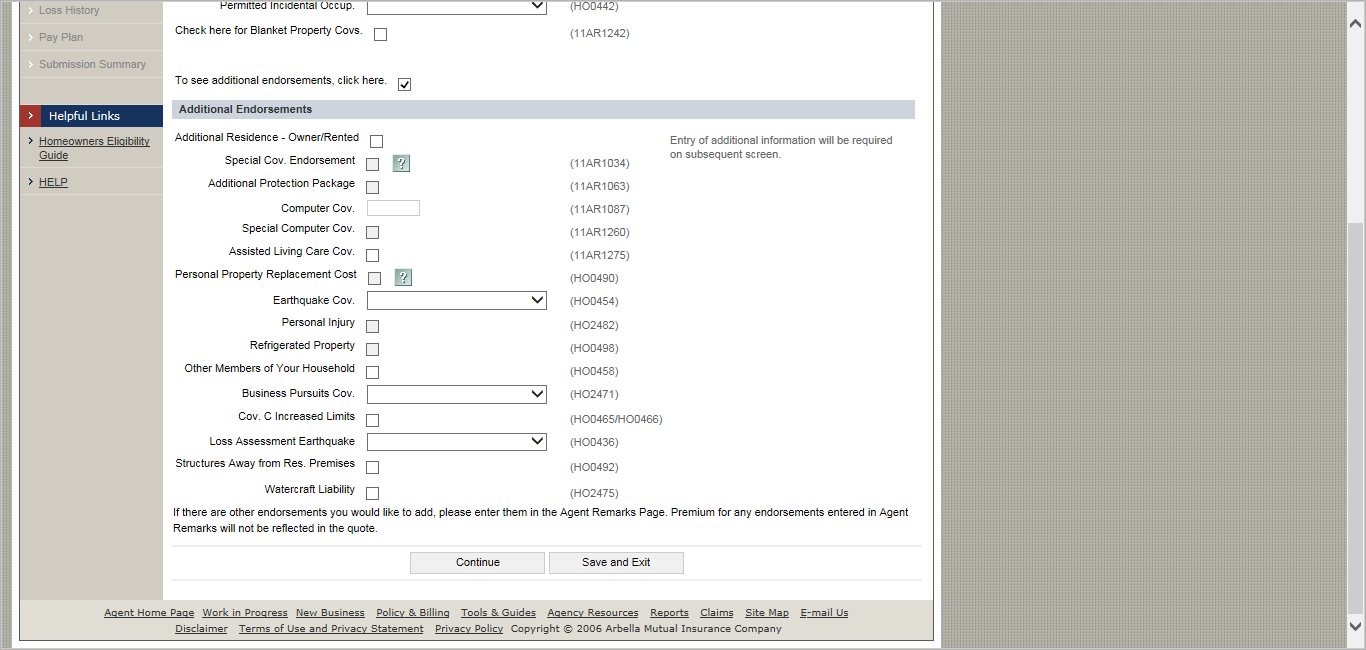 Loss History
Pay Plan
Submission Summary
Helpful Links
Homeowners Eligibility
Guide
HELP
Permitted Incidental Occup. (HO0442)
Check here for Blanket Property Covs. (11AR1242)
To see additional endorsements, click here.
Additional Endorsements
Additional Residence - Owner/Rented
Entry of additional information will be required
on subsequent screen.
Special Cov. Endorsement ? (11AR1034)
Additional Protection Package (11AR1063)
Computer Cov. (11AR1087)
Special Computer Cov. (11AR1260)
Assisted Living Care Cov. (11AR1275)
Personal Property Replacement Cost ? (HO0490)
Earthquake Cov. (HO0454)
Personal Injury (HO2482)
Refrigerated Property (HO0498)
Other Members of Your Household (HO0458)
Business Pursuits Cov. (HO2471)
Cov. C Increased Limits (HO0465/HO0466)
Loss Assessment Earthquake (HO0436)
Structures Away from Res. Premises (HO0492)
Watercraft Liability (HO2475)
If there are other endorsements you would like to add, please enter them in the Agent Remarks Page. Premium for any endorsements entered in Agent
Remarks will not be reflected in the quote.
Continue Save and Exit
Agent Home Page Work in Progress New Business Policy & Billing Tools & Guides Agency Resources Reports Claims Site Map E-mail Us
Disclaimer Terms of Use and Privacy Statement Privacy Policy Copyright © 2006 Arbella Mutual Insurance Company